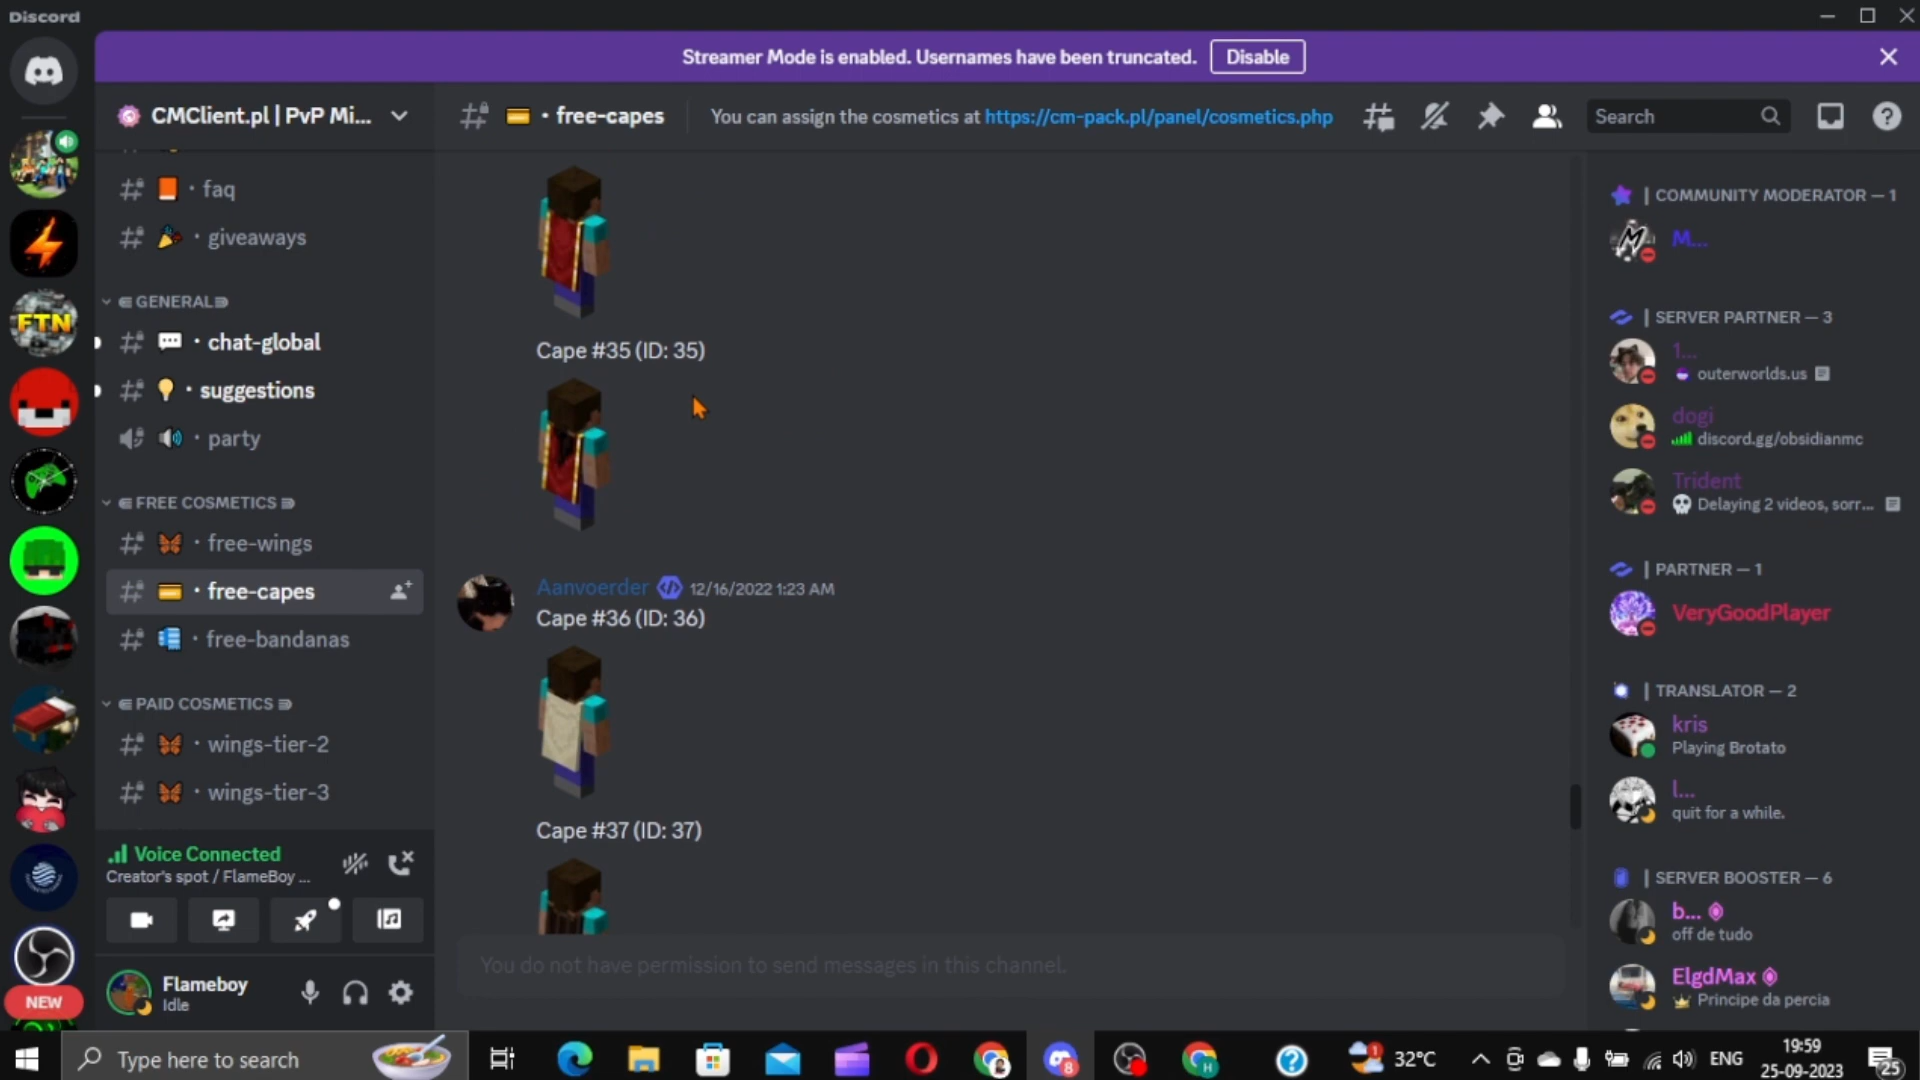 Discord
Streamer Mode is enabled. Usernames have been truncated.
Disable
CMClient.pl | PvP Mi...
• free-capes
You can assign the cosmetics at https://cm-pack.pl/panel/cosmetics.php
Search
• faq
• giveaways
GENERAL
• chat-global
• suggestions
• party
FREE COSMETICS
• free-wings
• free-capes
• free-bandanas
PAID COSMETICS
• wings-tier-2
• wings-tier-3
Voice Connected
Creator's spot / FlameBoy ...
Flameboy
Idle
FTN
NEW
Cape #35 (ID: 35)
Aanvoerder 12/16/2022 1:23 AM
Cape #36 (ID: 36)
Cape #37 (ID: 37)
You do not have permission to send messages in this channel.
| COMMUNITY MODERATOR — 1
M...
| SERVER PARTNER — 3
1...
outerworlds.us
dogi
discord.gg/obsidianmc
Trident
Delaying 2 videos, sorr...
| PARTNER — 1
VeryGoodPlayer
| TRANSLATOR — 2
kris
Playing Brotato
l...
quit for a while.
| SERVER BOOSTER — 6
b...
off de tudo
ElgdMax
Principe da percia
Type here to search
8
H
1
32°C
ENG
19:59
25-09-2023
25